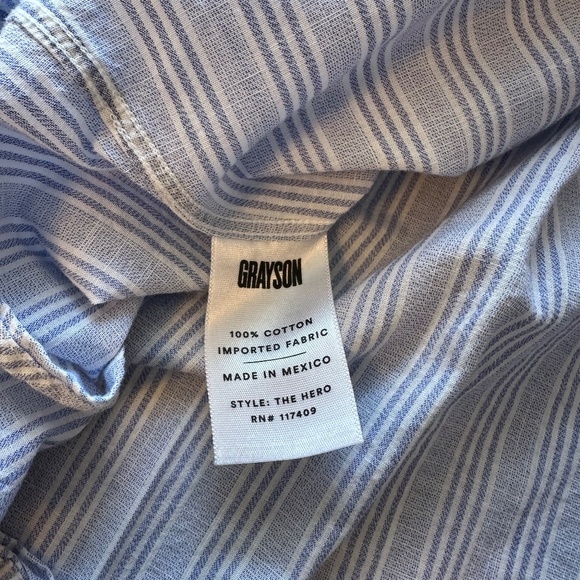 GRAYSON
100% COTTON
IMPORTED FABRIC
MADE IN MEXICO
STYLE: THE HERO
RN# 117409